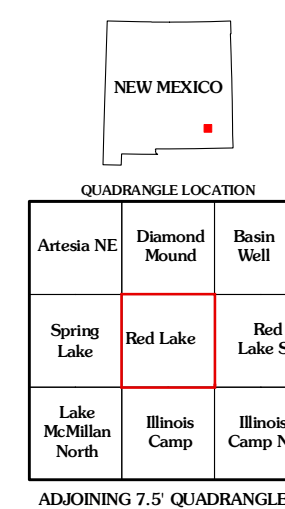 NEW MEXICO
QUADRANGLE LOCATION
Artesia NE
Diamond
Mound
Basin
Well
Spring
Lake
Red Lake
Red
Lake S
Lake
McMillan
North
Illinois
Camp
Illinois
Camp N
ADJOINING 7.5' QUADRANGLE